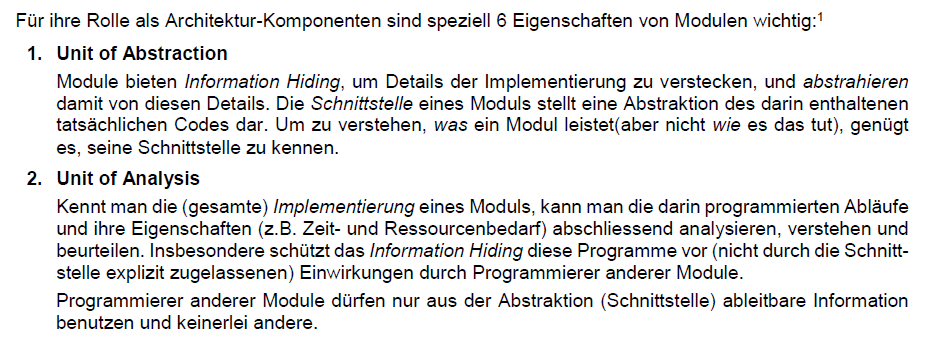 Für ihre Rolle als Architektur-Komponenten sind speziell 6 Eigenschaften von Modulen wichtig:¹
1. Unit of Abstraction
Module bieten Information Hiding, um Details der Implementierung zu verstecken, und abstrahieren
damit von diesen Details. Die Schnittstelle eines Moduls stellt eine Abstraktion des darin enthaltenen
tatsächlichen Codes dar. Um zu verstehen, was ein Modul leistet(aber nicht wie es das tut), genügt
es, seine Schnittstelle zu kennen.
2. Unit of Analysis
Kennt man die (gesamte) Implementierung eines Moduls, kann man die darin programmierten Abläufe
und ihre Eigenschaften (z.B. Zeit- und Ressourcenbedarf) abschliessend analysieren, verstehen und
beurteilen. Insbesondere schützt das Information Hiding diese Programme vor (nicht durch die Schnitt-
stelle explizit zugelassenen) Einwirkungen durch Programmierer anderer Module.
Programmierer anderer Module dürfen nur aus der Abstraktion (Schnittstelle) ableitbare Information
benutzen und keinerlei andere.